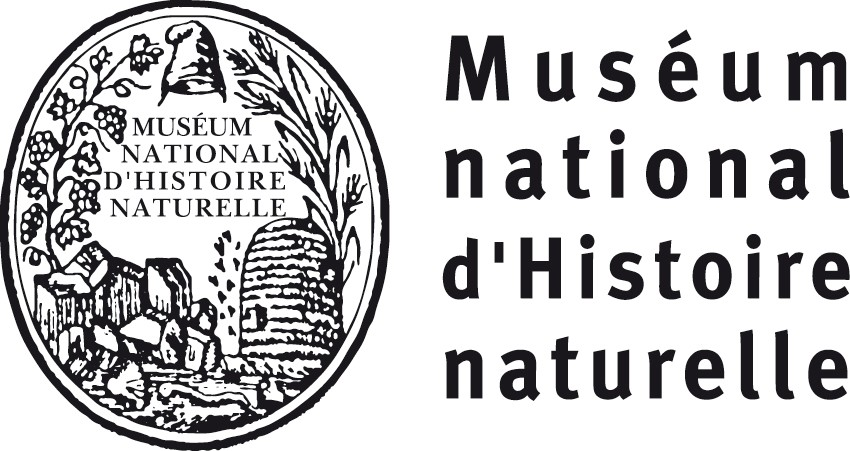 MUSÉUM
NATIONAL
D'HISTOIRE
NATURELLE
Muséum
national
d'Histoire
naturelle